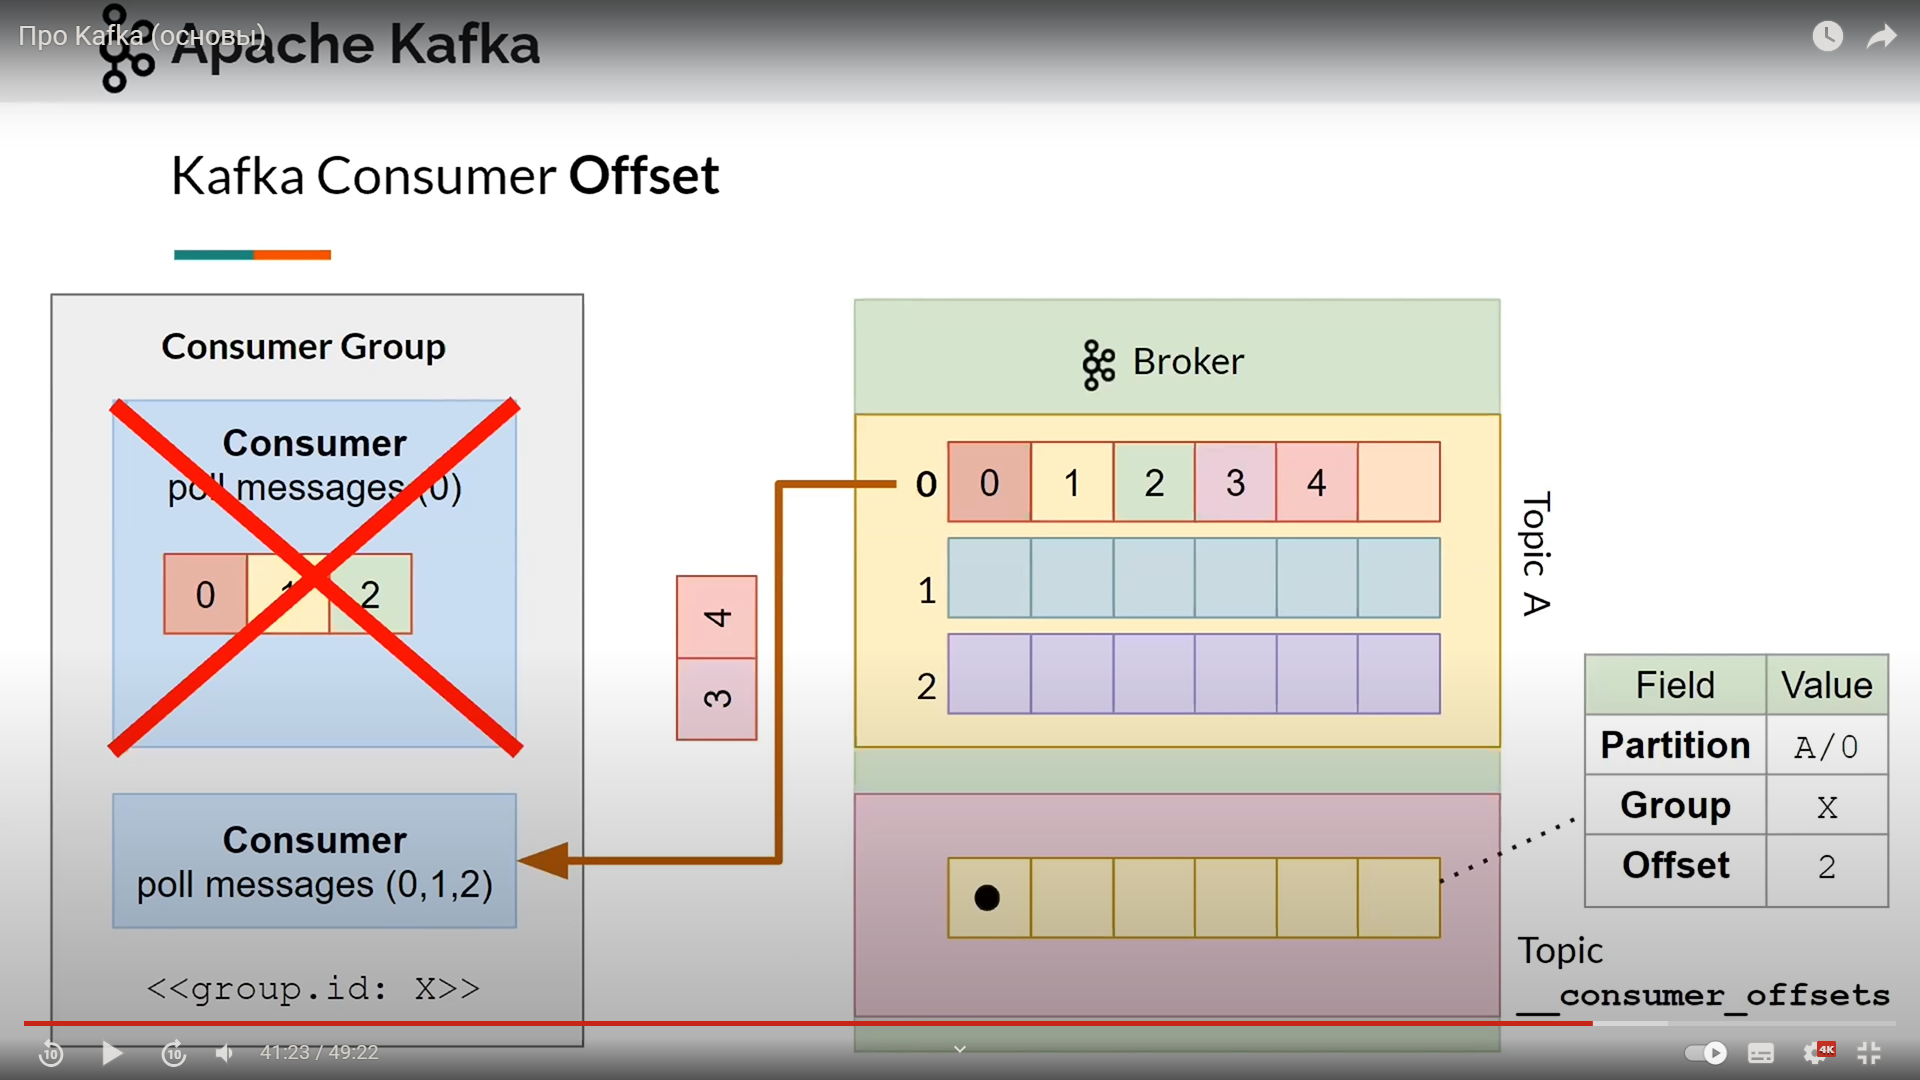 Про Kafka (основы)
Apache Kafka
Kafka Consumer Offset
Consumer Group
Consumer
poll messages (0)
0 1 2
Consumer
poll messages (0,1,2)
<<group.id: X>>
4
3
Broker
0 0 1 2 3 4
1
2
Topic A
Field Value
Partition A/0
Group X
Offset 2
Topic
__consumer_offsets
10
10
41:23 / 49:22
4K